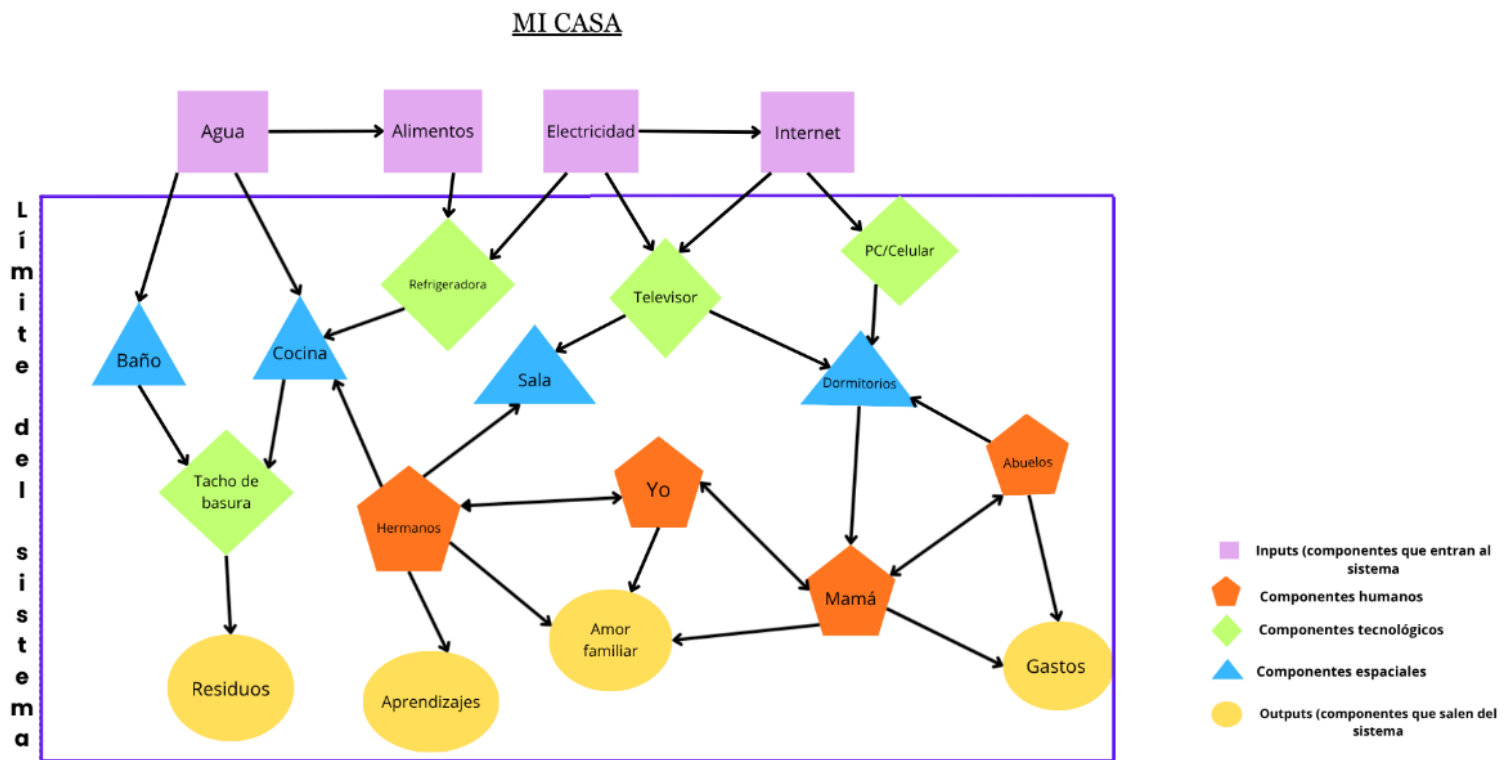 MI CASA
Agua
Alimentos
Electricidad
Internet
Límite del sistema
PC/Celular
Refrigeradora
Televisor
Baño
Cocina
Sala
Dormitorios
Abuelos
Tacho de
basura
Yo
Hermanos
Mamá
Amor
familiar
Gastos
Residuos
Aprendizajes
Inputs (componentes que entran al
sistema
Componentes humanos
Componentes tecnológicos
Componentes espaciales
Outputs (componentes que salen del
sistema